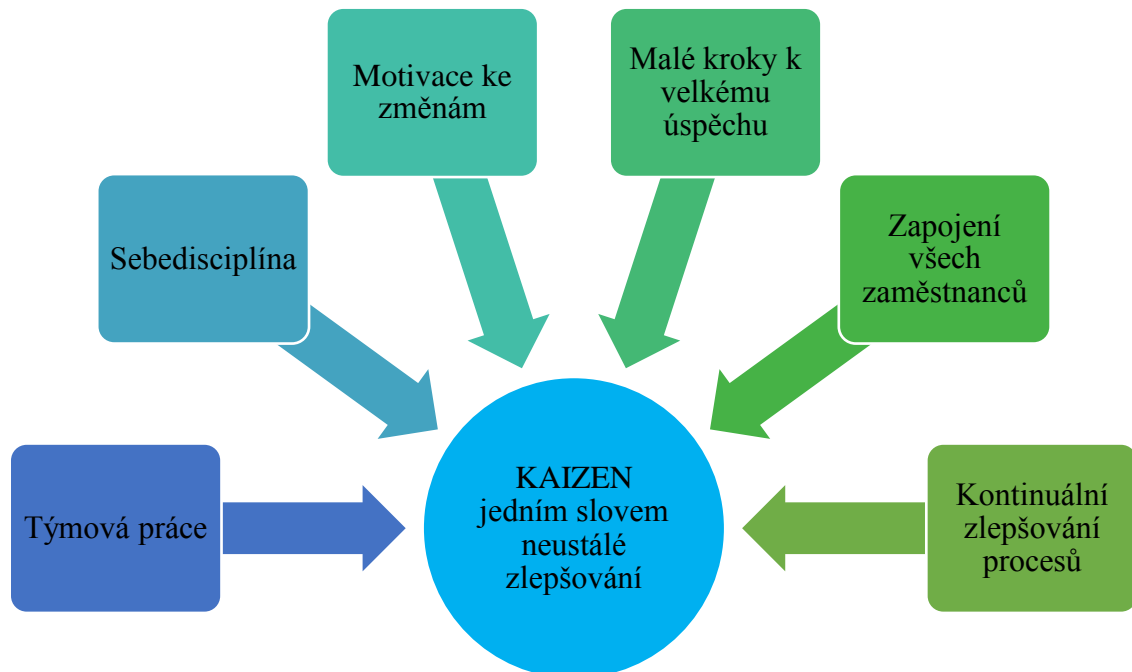 Motivace ke
změnám
Malé kroky k
velkému
úspěchu
Sebedisciplína
Zapojení
všech
zaměstnanců
Týmová práce
KAIZEN
jedním slovem
neustálé
zlepšování
Kontinuální
zlepšování
procesů